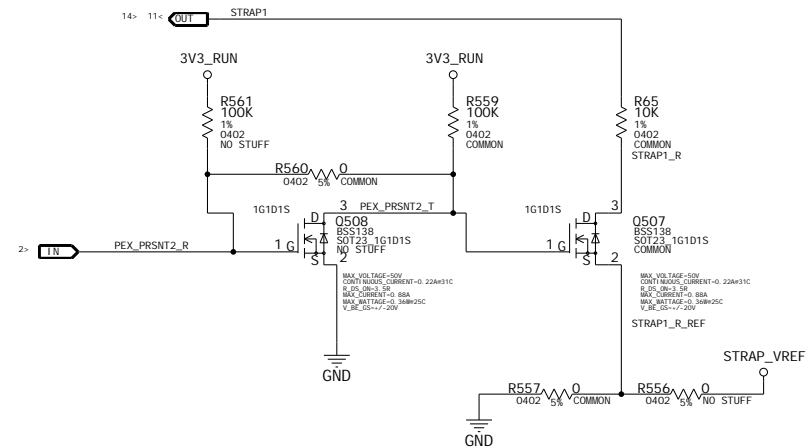 14> 11< OUT STRAP1
3V3_RUN
3V3_RUN
R561
100K
1%
0402
NO STUFF
R559
100K
1%
0402
COMMON
R65
10K
1%
0402
COMMON
STRAP1_R
R560 0
0402 5% COMMON
1G1D1S
3
D
PEX_PRSNT2_T
Q508
BSS138
SOT23_1G1D1S
NO STUFF
1 G
S
2
2> IN PEX_PRSNT2_R
MAX_VOLTAGE=50V
CONTINUOUS_CURRENT=0.22A@31C
R_DS_ON=3.5R
MAX_CURRENT=0.88A
MAX_WATTAGE=0.36W@25C
V_BE_GS=+/-20V
GND
1G1D1S
3
D
Q507
BSS138
SOT23_1G1D1S
COMMON
1 G
S
2
MAX_VOLTAGE=50V
CONTINUOUS_CURRENT=0.22A@31C
R_DS_ON=3.5R
MAX_CURRENT=0.88A
MAX_WATTAGE=0.36W@25C
V_BE_GS=+/-20V
STRAP1_R_REF
STRAP_VREF
R557 0
0402 5% COMMON
R556 0
0402 5% NO STUFF
GND